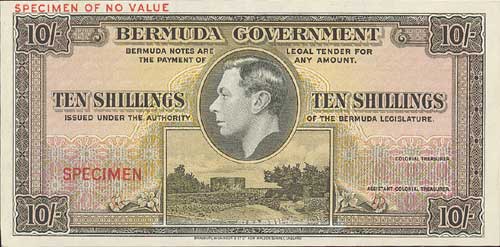 SPECIMEN OF NO VALUE
10/- BERMUDA GOVERNMENT 10/-
BERMUDA NOTES ARE LEGAL TENDER FOR
THE PAYMENT OF ANY AMOUNT.
TEN SHILLINGS TEN SHILLINGS
ISSUED UNDER THE AUTHORITY OF THE BERMUDA LEGISLATURE.
COLONIAL TREASURER.
SPECIMEN
ASSISTANT COLONIAL TREASURER.
10/- 10/-